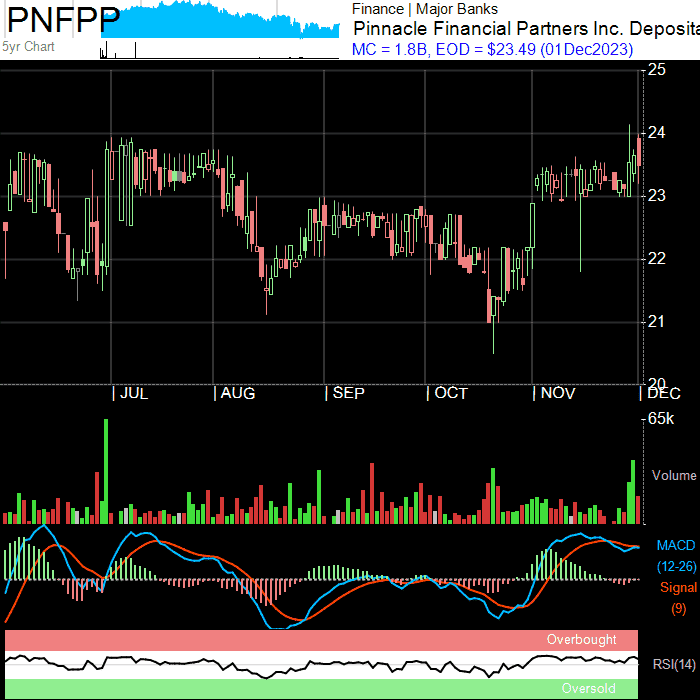 PNFPP
5yr Chart
Finance | Major Banks
Pinnacle Financial Partners Inc. Deposita
MC = 1.8B, EOD = $23.49 (01Dec2023)
25
24
23
22
21
20
JUL AUG SEP OCT NOV DEC
65k
Volume
MACD
(12-26)
Signal
(9)
Overbought
RSI(14)
Oversold